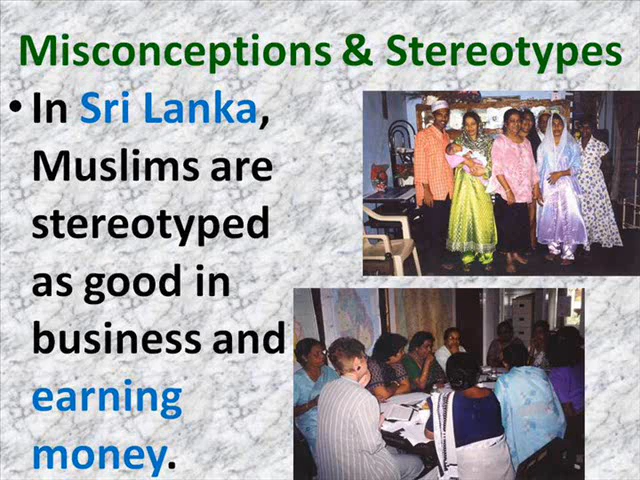 Misconceptions & Stereotypes
• In Sri Lanka,
Muslims are
stereotyped
as good in
business and
earning
money.